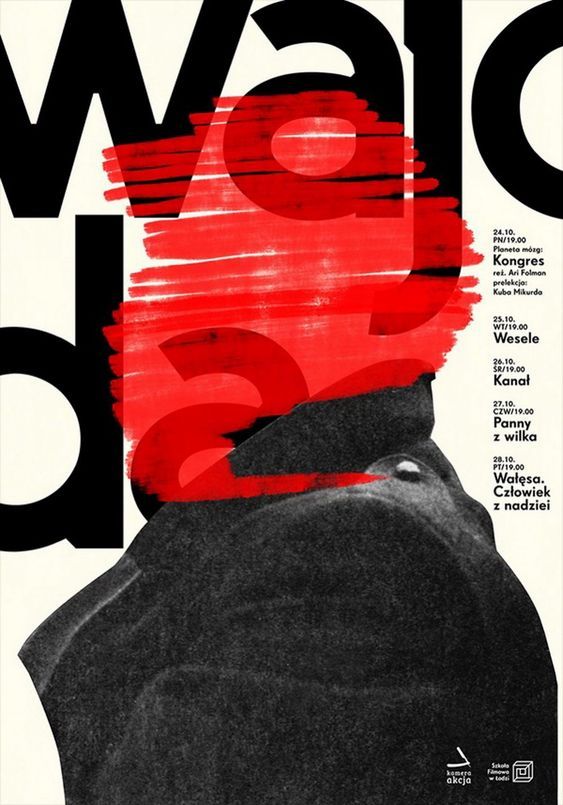 wajd
da
24.10.
PN/19.00
Planeta mózg:
Kongres
reż. Ari Folman
prelekcja:
Kuba Mikurda
25.10.
WT/19.00
Wesele
26.10.
ŚR/19.00
Kanał
27.10.
CZW/19.00
Panny
z wilka
28.10.
PT/19.00
Wałęsa.
Człowiek
z nadziei
kamera
akcja
Szkoła
Filmowa
w Łodzi